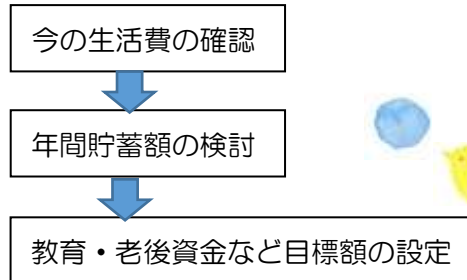 今の生活費の確認
年間貯蓄額の検討
教育・老後資金など目標額の設定